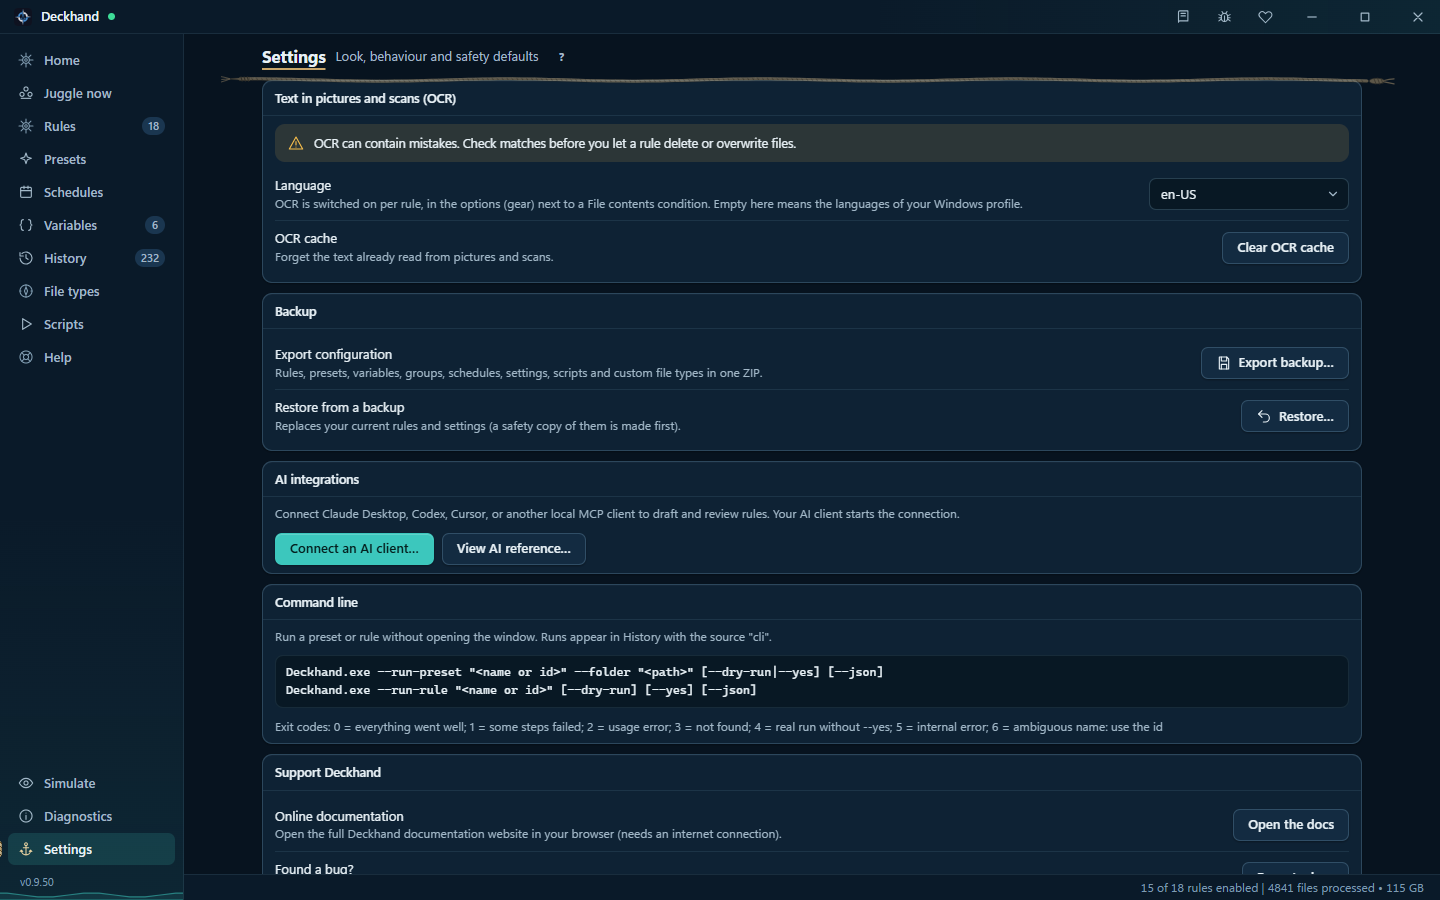 Deckhand
Home
Juggle now
Rules 18
Presets
Schedules
Variables 6
History 232
File types
Scripts
Help
Simulate
Diagnostics
Settings
v0.9.50
Settings Look, behaviour and safety defaults ?
Text in pictures and scans (OCR)
OCR can contain mistakes. Check matches before you let a rule delete or overwrite files.
Language
OCR is switched on per rule, in the options (gear) next to a File contents condition. Empty here means the languages of your Windows profile.
en-US
OCR cache
Forget the text already read from pictures and scans.
Clear OCR cache
Backup
Export configuration
Rules, presets, variables, groups, schedules, settings, scripts and custom file types in one ZIP.
Export backup...
Restore from a backup
Replaces your current rules and settings (a safety copy of them is made first).
Restore...
AI integrations
Connect Claude Desktop, Codex, Cursor, or another local MCP client to draft and review rules. Your AI client starts the connection.
Connect an AI client... View AI reference...
Command line
Run a preset or rule without opening the window. Runs appear in History with the source "cli".
Deckhand.exe --run-preset "<name or id>" --folder "<path>" [--dry-run|--yes] [--json]
Deckhand.exe --run-rule "<name or id>" [--dry-run] [--yes] [--json]
Exit codes: 0 = everything went well; 1 = some steps failed; 2 = usage error; 3 = not found; 4 = real run without --yes; 5 = internal error; 6 = ambiguous name: use the id
Support Deckhand
Online documentation
Open the full Deckhand documentation website in your browser (needs an internet connection).
Open the docs
Found a bug?
15 of 18 rules enabled | 4841 files processed • 115 GB